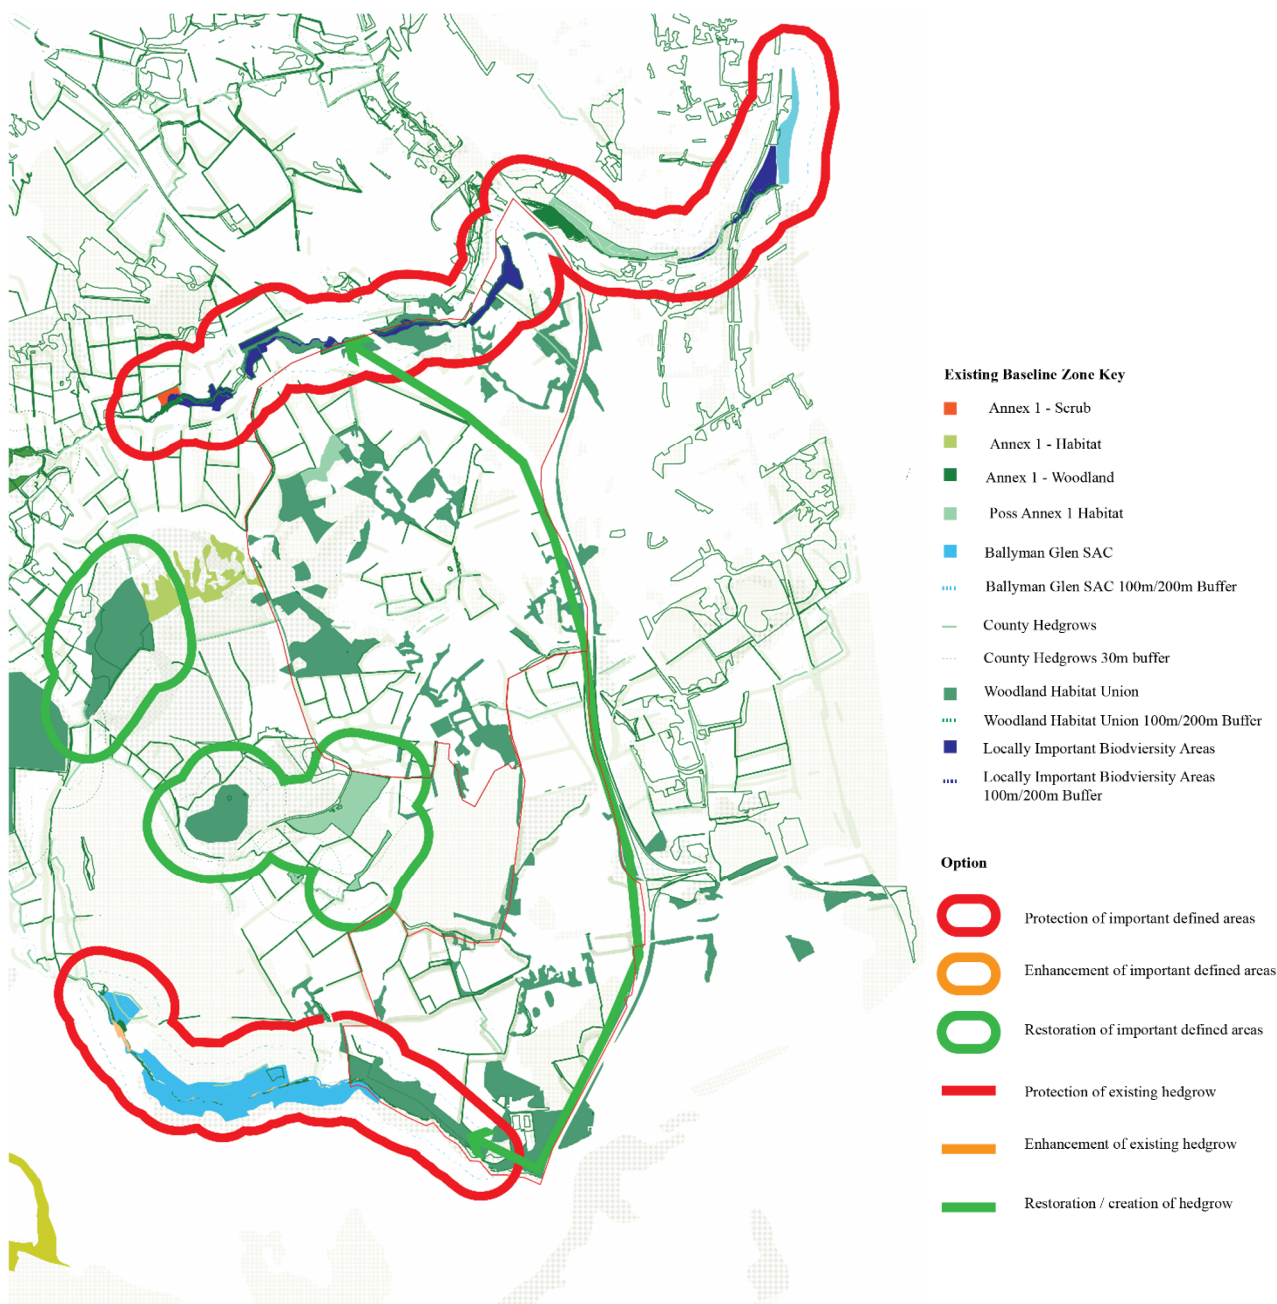 Existing Baseline Zone Key
Annex 1 - Scrub
Annex 1 - Habitat
Annex 1 - Woodland
Poss Annex 1 Habitat
Ballyman Glen SAC
Ballyman Glen SAC 100m/200m Buffer
County Hedgrows
County Hedgrows 30m buffer
Woodland Habitat Union
Woodland Habitat Union 100m/200m Buffer
Locally Important Biodviersity Areas
Locally Important Biodviersity Areas
100m/200m Buffer
Option
Protection of important defined areas
Enhancement of important defined areas
Restoration of important defined areas
Protection of existing hedgrow
Enhancement of existing hedgrow
Restoration / creation of hedgrow